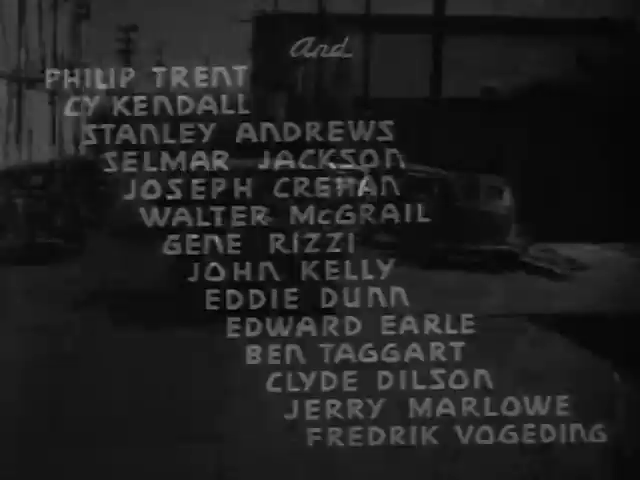 And
PHILIP TRENT
CY KENDALL
STANLEY ANDREWS
SELMAR JACKSON
JOSEPH CREHAN
WALTER McGRAIL
GENE RIZZI
JOHN KELLY
EDDIE DUNN
EDWARD EARLE
BEN TAGGART
CLYDE DILSON
JERRY MARLOWE
FREDRIK VOGEDING